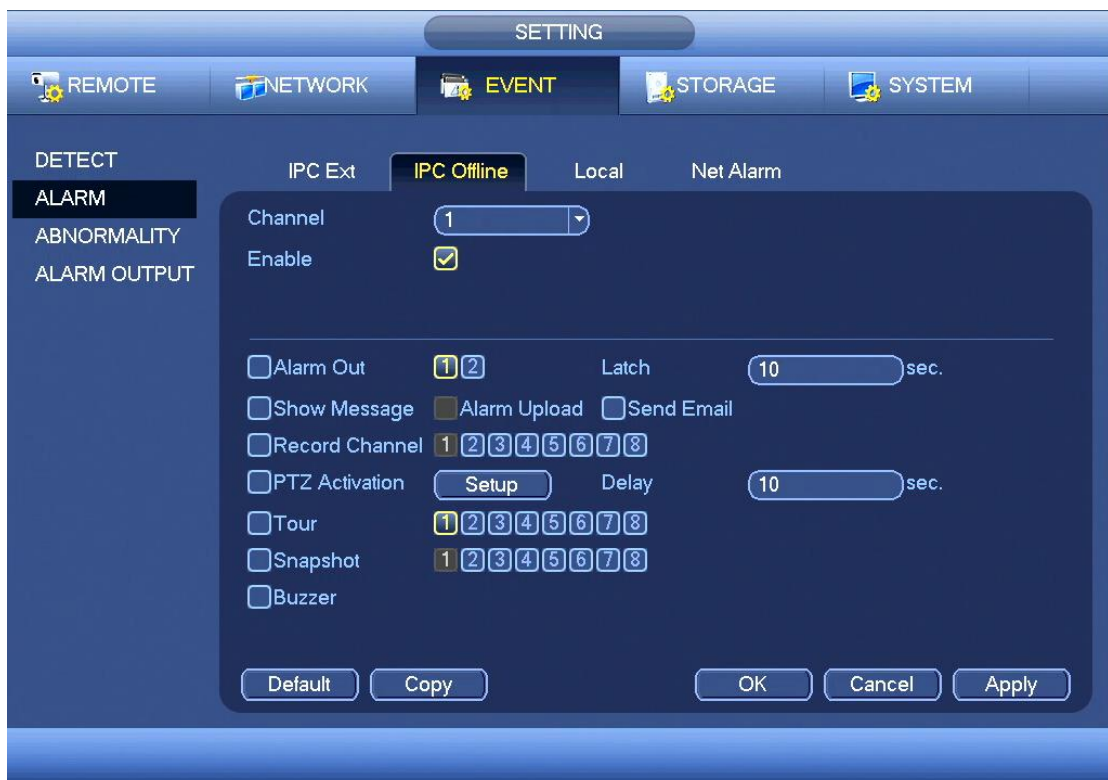 SETTING
REMOTE NETWORK EVENT STORAGE SYSTEM
DETECT
ALARM
ABNORMALITY
ALARM OUTPUT
IPC Ext IPC Offline Local Net Alarm
Channel 1
Enable
Alarm Out 1 2 Latch 10 sec.
Show Message Alarm Upload Send Email
Record Channel 1 2 3 4 5 6 7 8
PTZ Activation Setup Delay 10 sec.
Tour 1 2 3 4 5 6 7 8
Snapshot 1 2 3 4 5 6 7 8
Buzzer
Default Copy OK Cancel Apply